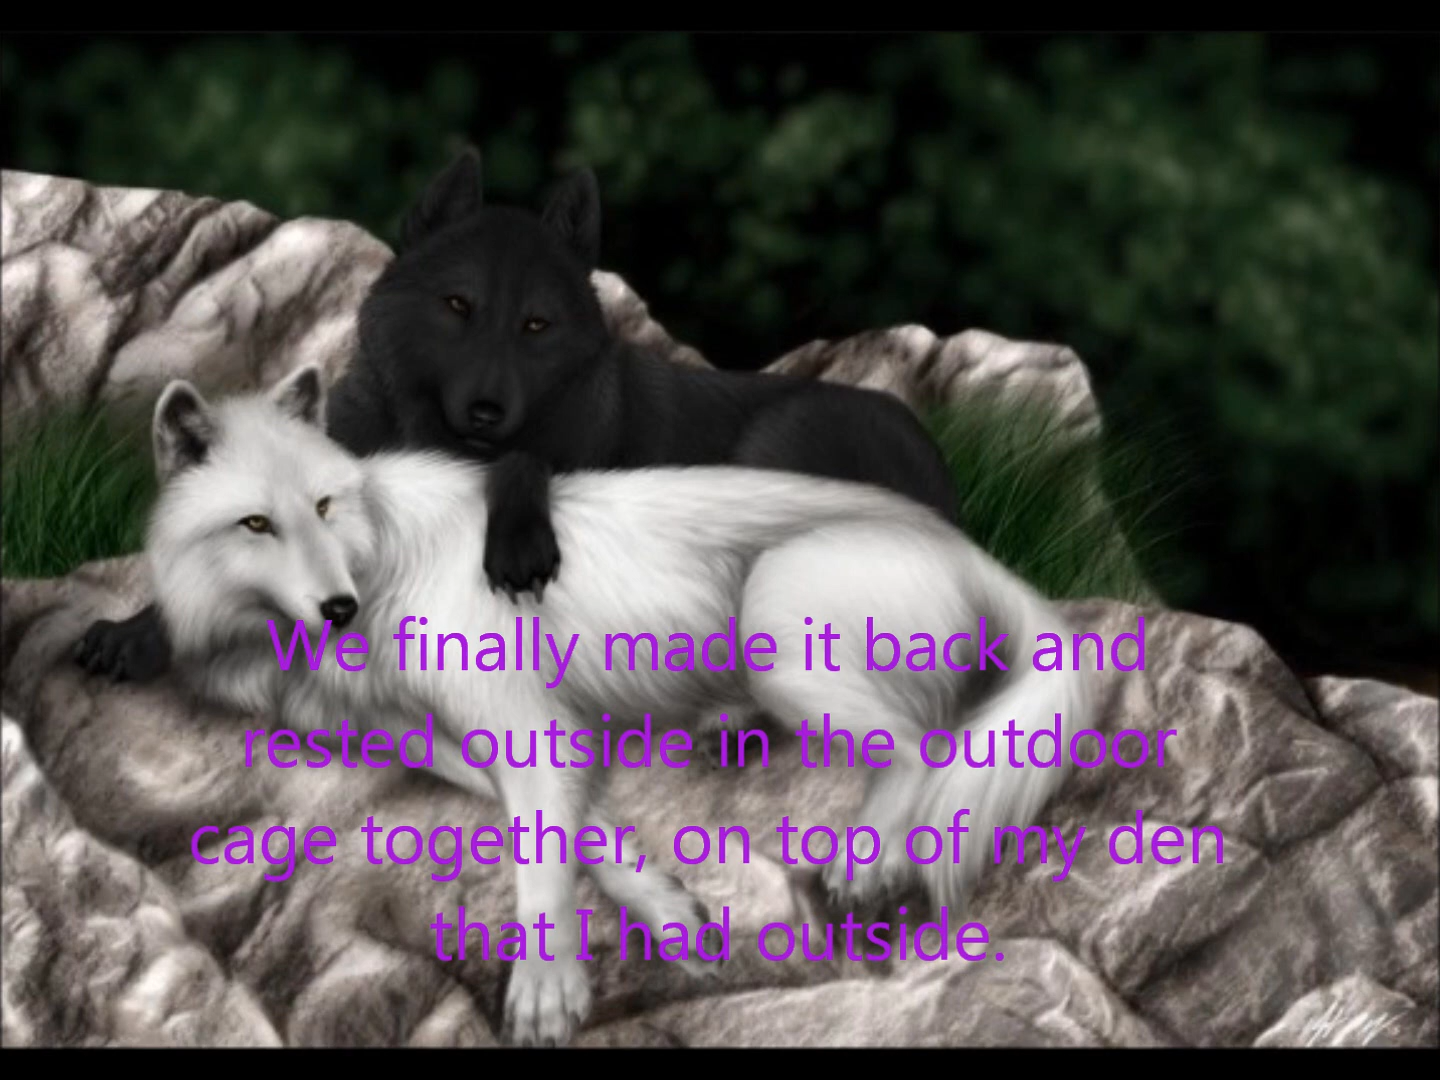 We finally made it back and
rested outside in the outdoor
cage together, on top of my den
that I had outside.